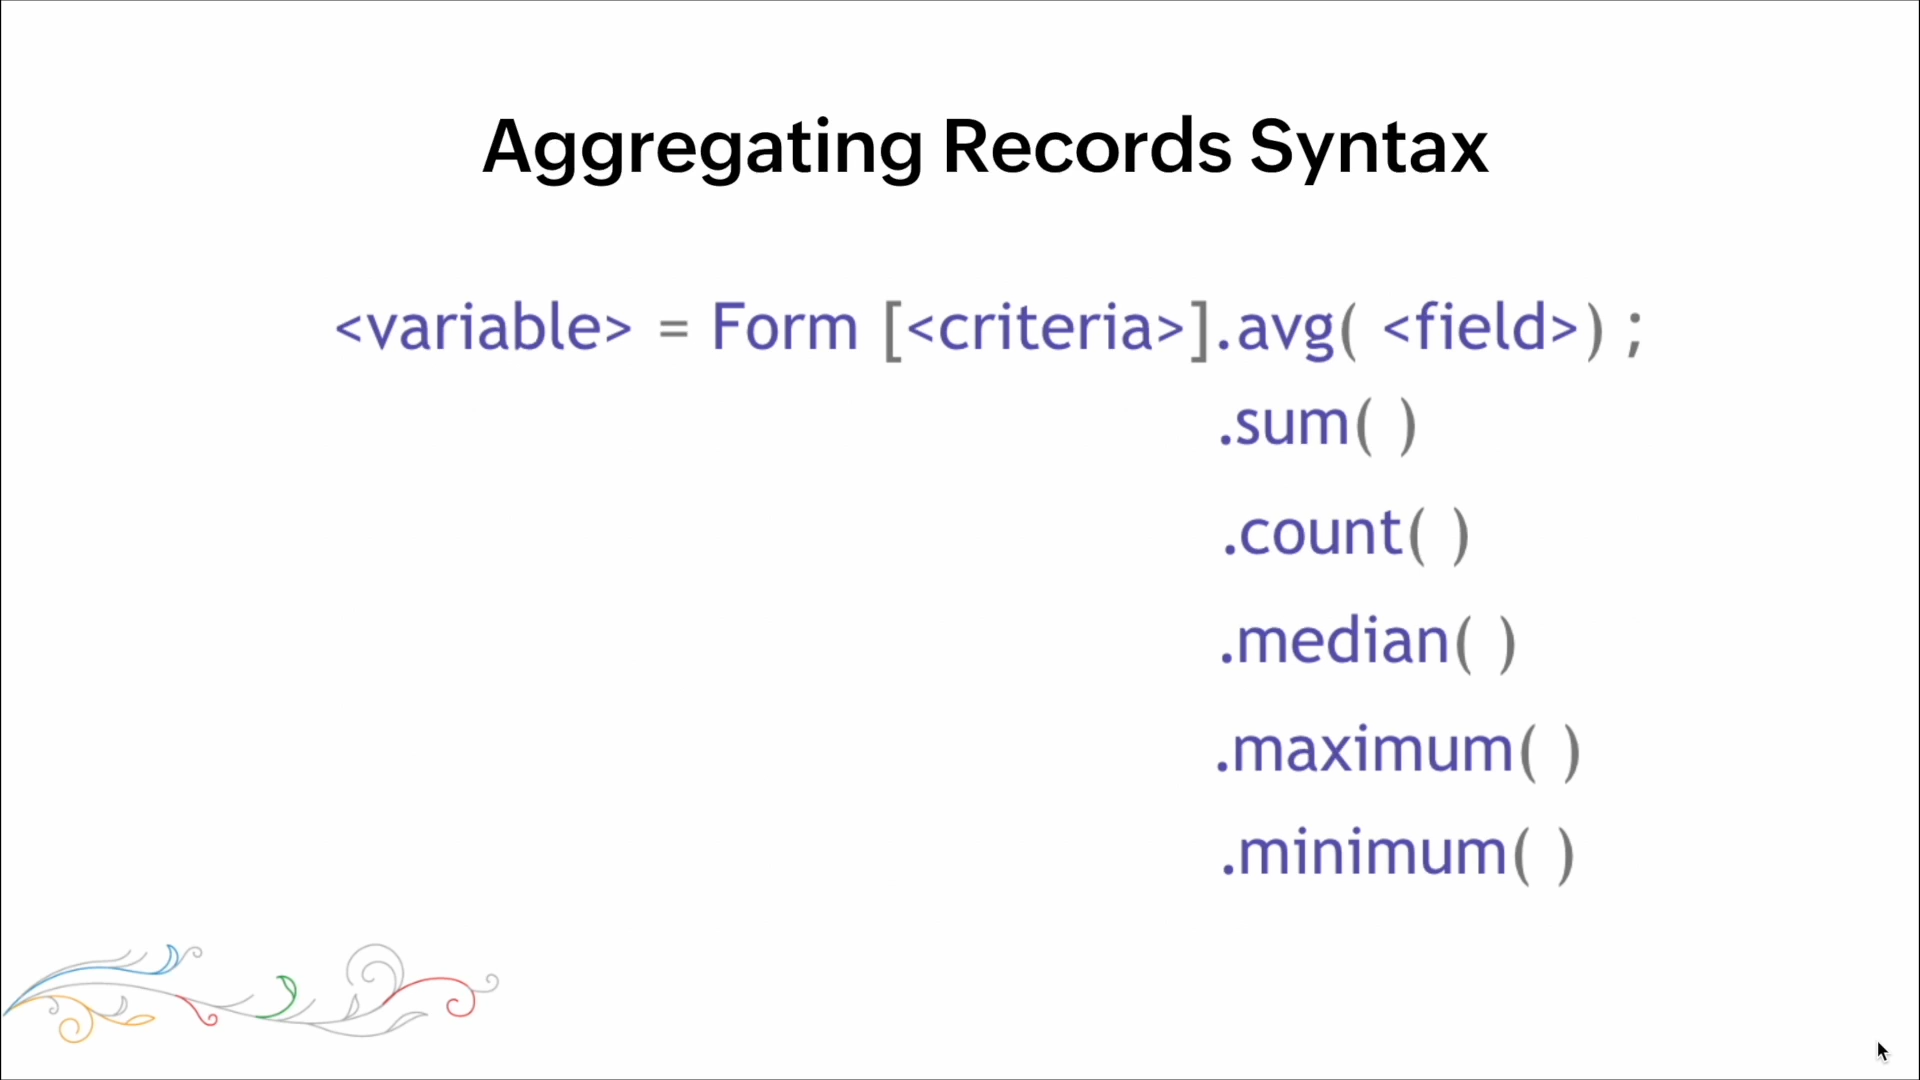 Aggregating Records Syntax
<variable> = Form [<criteria>].avg( <field>) ;
.sum( )
.count( )
.median( )
.maximum( )
.minimum( )